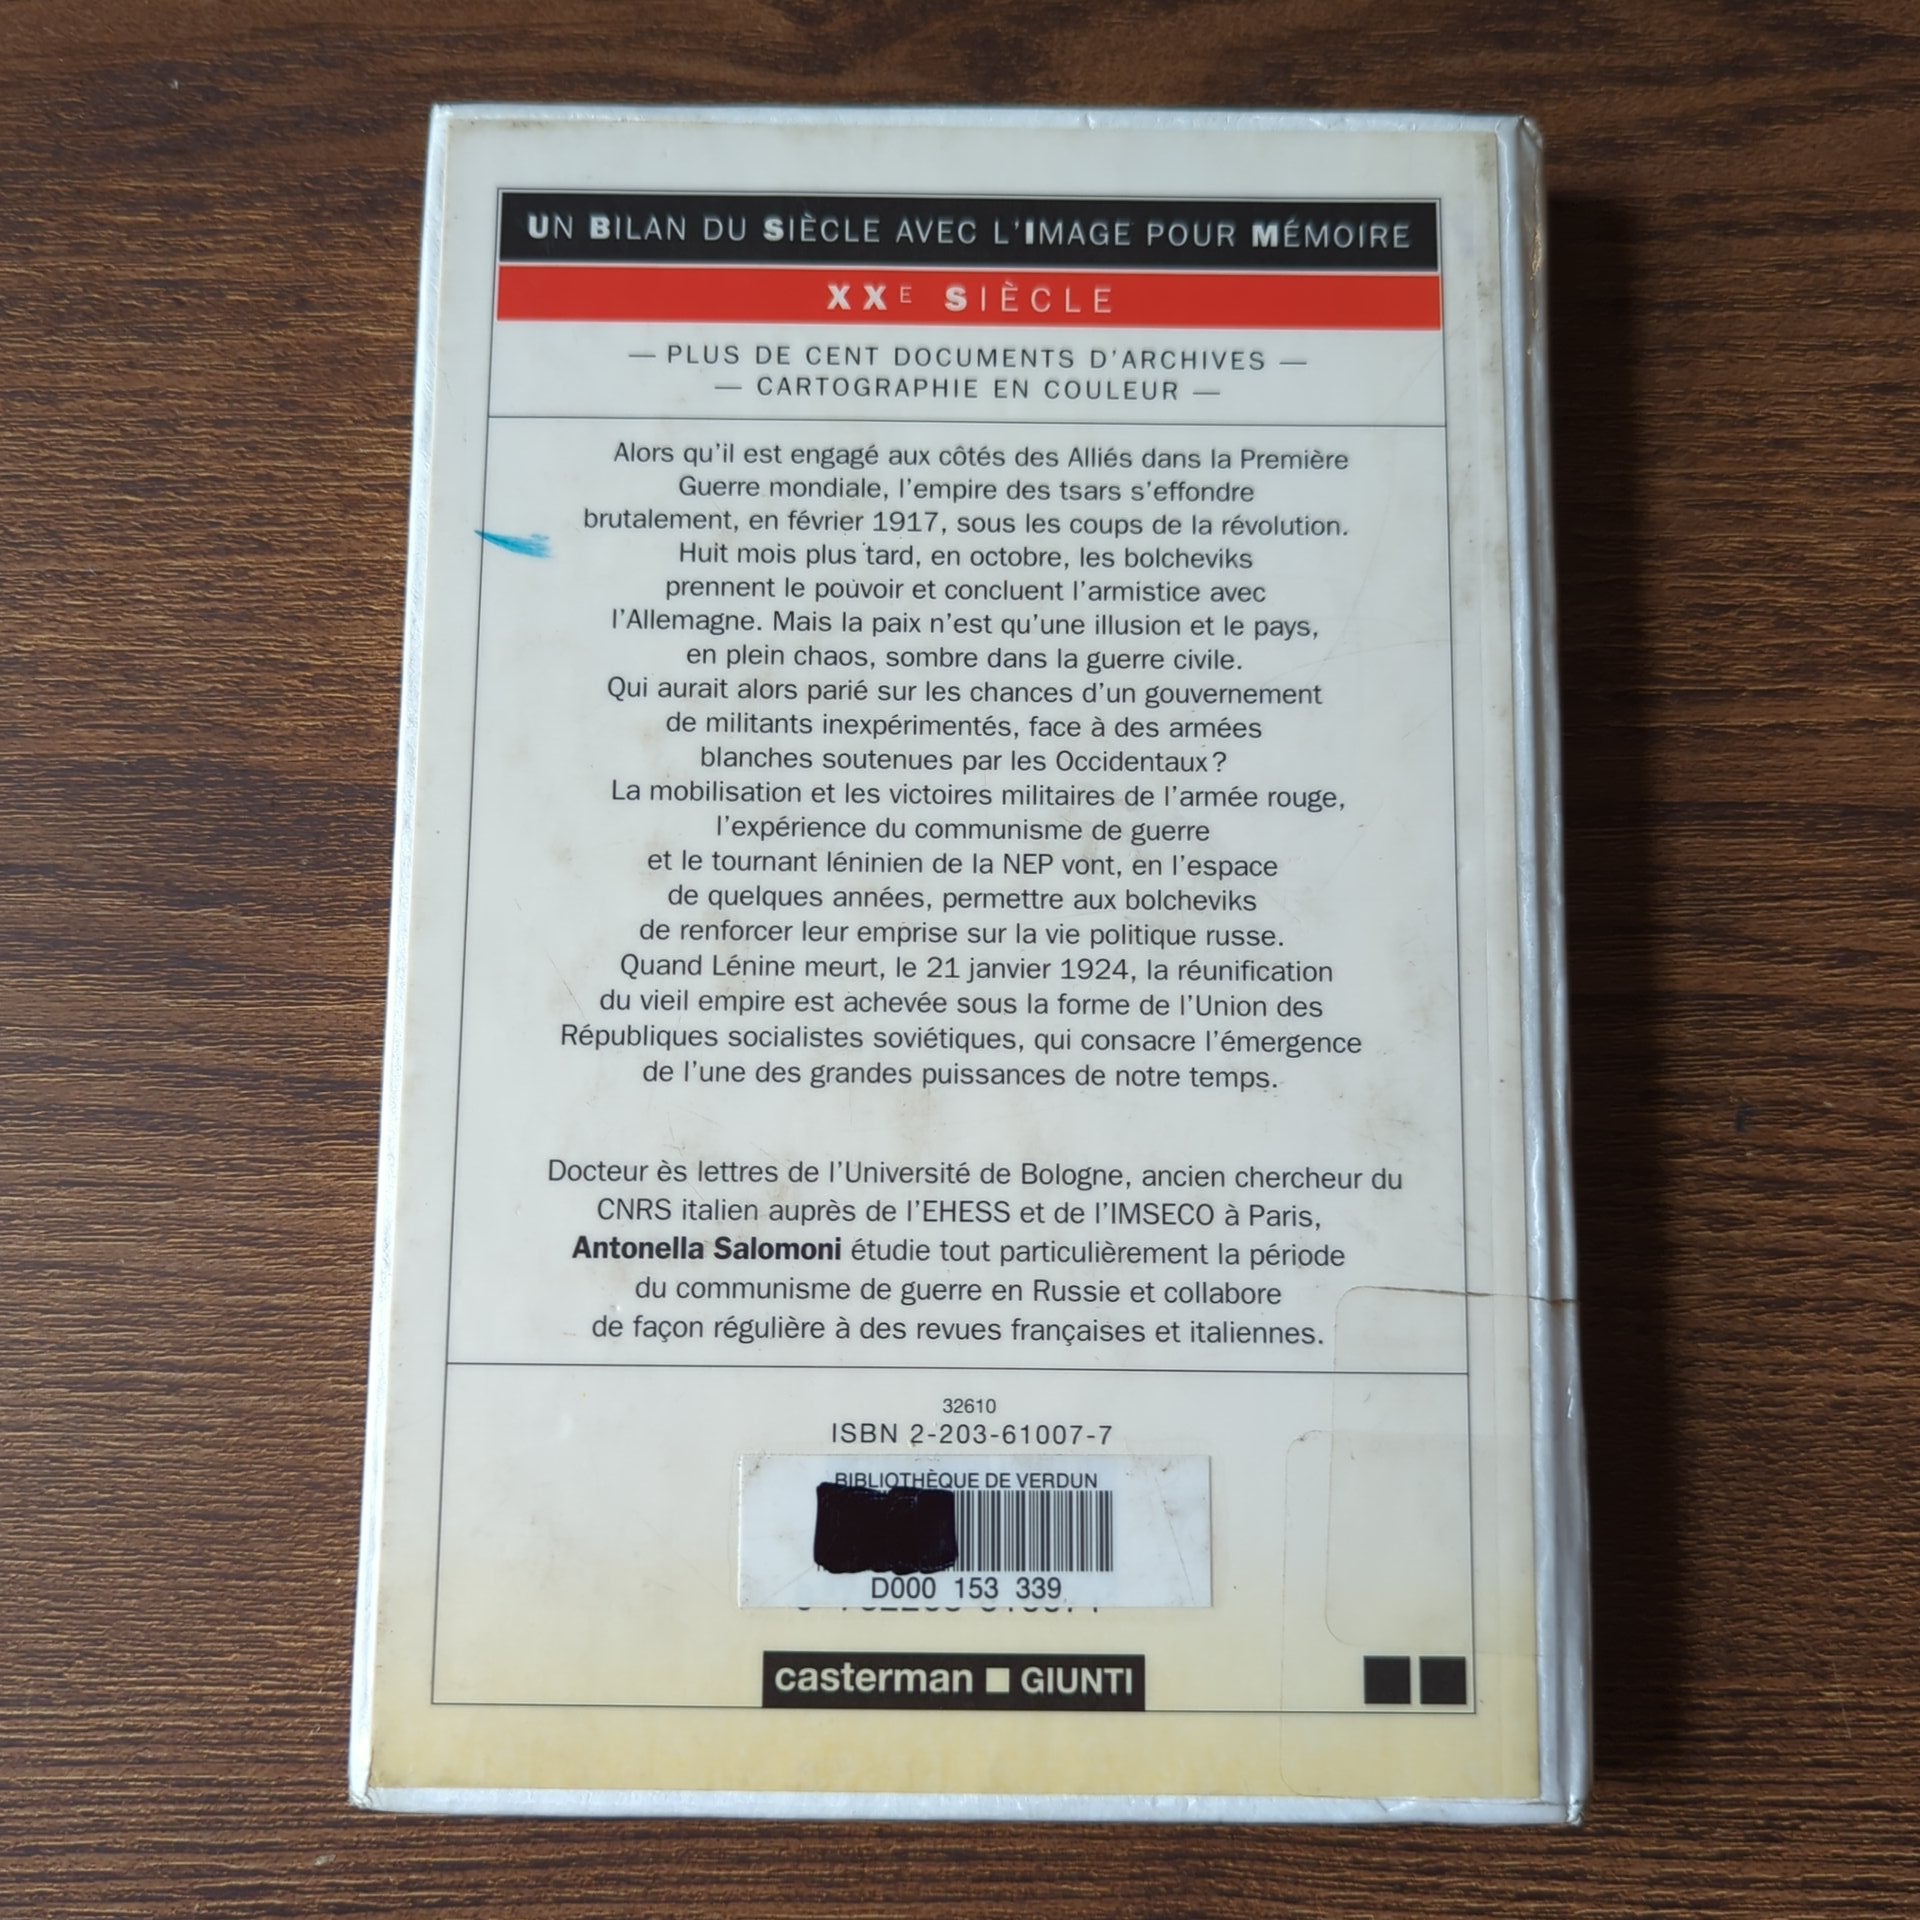 UN BILAN DU SIÈCLE AVEC L'IMAGE POUR MÉMOIRE
XXE SIÈCLE
— PLUS DE CENT DOCUMENTS D'ARCHIVES —
— CARTOGRAPHIE EN COULEUR —
Alors qu'il est engagé aux côtés des Alliés dans la Première
Guerre mondiale, l'empire des tsars s'effondre
brutalement, en février 1917, sous les coups de la révolution.
Huit mois plus tard, en octobre, les bolcheviks
prennent le pouvoir et concluent l'armistice avec
l'Allemagne. Mais la paix n'est qu'une illusion et le pays,
en plein chaos, sombre dans la guerre civile.
Qui aurait alors parié sur les chances d'un gouvernement
de militants inexpérimentés, face à des armées
blanches soutenues par les Occidentaux ?
La mobilisation et les victoires militaires de l'armée rouge,
l'expérience du communisme de guerre
et le tournant léninien de la NEP vont, en l'espace
de quelques années, permettre aux bolcheviks
de renforcer leur emprise sur la vie politique russe.
Quand Lénine meurt, le 21 janvier 1924, la réunification
du vieil empire est achevée sous la forme de l'Union des
Républiques socialistes soviétiques, qui consacre l'émergence
de l'une des grandes puissances de notre temps.
Docteur ès lettres de l'Université de Bologne, ancien chercheur du
CNRS italien auprès de l'EHESS et de l'IMSECO à Paris,
Antonella Salomoni étudie tout particulièrement la période
du communisme de guerre en Russie et collabore
de façon régulière à des revues françaises et italiennes.
32610
ISBN 2-203-61007-7
BIBLIOTHÈQUE DE VERDUN
D000 153 339
casterman GIUNTI